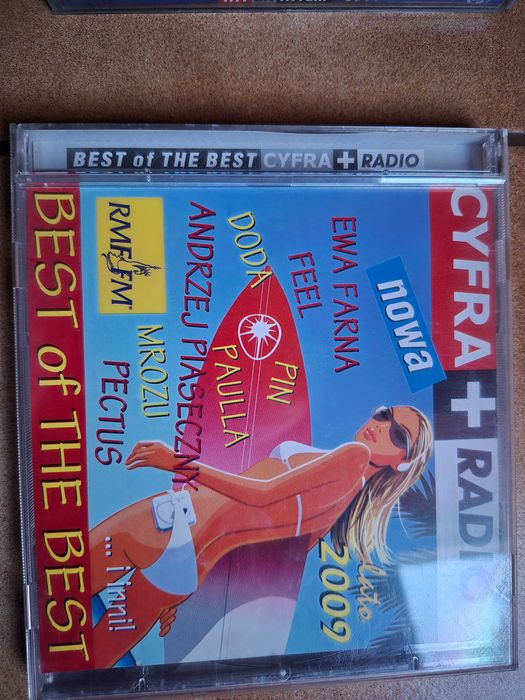 BEST of THE BEST CYFRA + RADIO
CYFRA + RADIO
nowa
EWA FARNA
FEEL
PIN
DODA
PAULLA
ANDRZEJ PIASECZNY
MROZU
PECTUS
RMF FM
lato
2009
... i inni!
BEST of THE BEST